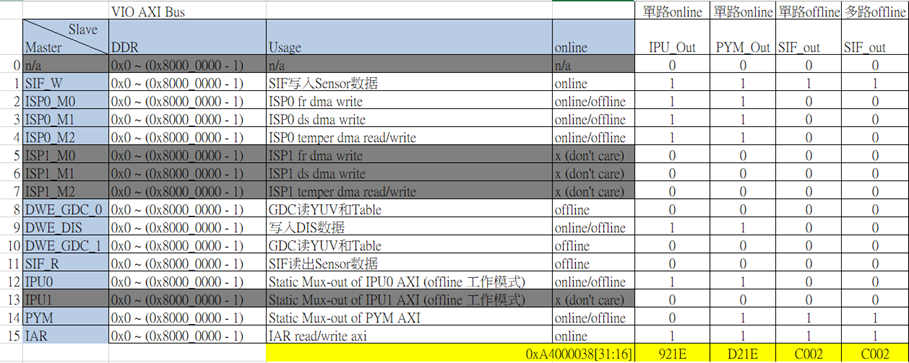 VIO AXI Bus 單路online 單路online 單路offline 多路offline
Slave
Master DDR Usage online IPU_Out PYM_Out SIF_out SIF_out
0 n/a 0x0 ~ (0x8000_0000 - 1) n/a n/a 0 0 0 0
1 SIF_W 0x0 ~ (0x8000_0000 - 1) SIF写入Sensor数据 online 1 1 1 1
2 ISP0_M0 0x0 ~ (0x8000_0000 - 1) ISP0 fr dma write online/offline 1 1 0 0
3 ISP0_M1 0x0 ~ (0x8000_0000 - 1) ISP0 ds dma write online/offline 1 1 0 0
4 ISP0_M2 0x0 ~ (0x8000_0000 - 1) ISP0 temper dma read/write online/offline 1 1 0 0
5 ISP1_M0 0x0 ~ (0x8000_0000 - 1) ISP1 fr dma write x (don't care) 0 0 0 0
6 ISP1_M1 0x0 ~ (0x8000_0000 - 1) ISP1 ds dma write x (don't care) 0 0 0 0
7 ISP1_M2 0x0 ~ (0x8000_0000 - 1) ISP1 temper dma read/write x (don't care) 0 0 0 0
8 DWE_GDC_0 0x0 ~ (0x8000_0000 - 1) GDC读YUV和Table offline 0 0 0 0
9 DWE_DIS 0x0 ~ (0x8000_0000 - 1) 写入DIS数据 online/offline 1 1 0 0
10 DWE_GDC_1 0x0 ~ (0x8000_0000 - 1) GDC读YUV和Table offline 0 0 0 0
11 SIF_R 0x0 ~ (0x8000_0000 - 1) SIF读出Sensor数据 offline 0 0 0 0
12 IPU0 0x0 ~ (0x8000_0000 - 1) Static Mux-out of IPU0 AXI (offline 工作模式) online/offline 1 1 0 0
13 IPU1 0x0 ~ (0x8000_0000 - 1) Static Mux-out of IPU1 AXI (offline 工作模式) x (don't care) 0 0 0 0
14 PYM 0x0 ~ (0x8000_0000 - 1) Static Mux-out of PYM AXI online/offline 0 1 1 1
15 IAR 0x0 ~ (0x8000_0000 - 1) IAR read/write axi online 1 1 1 1
0xA4000038[31:16] 921E D21E C002 C002